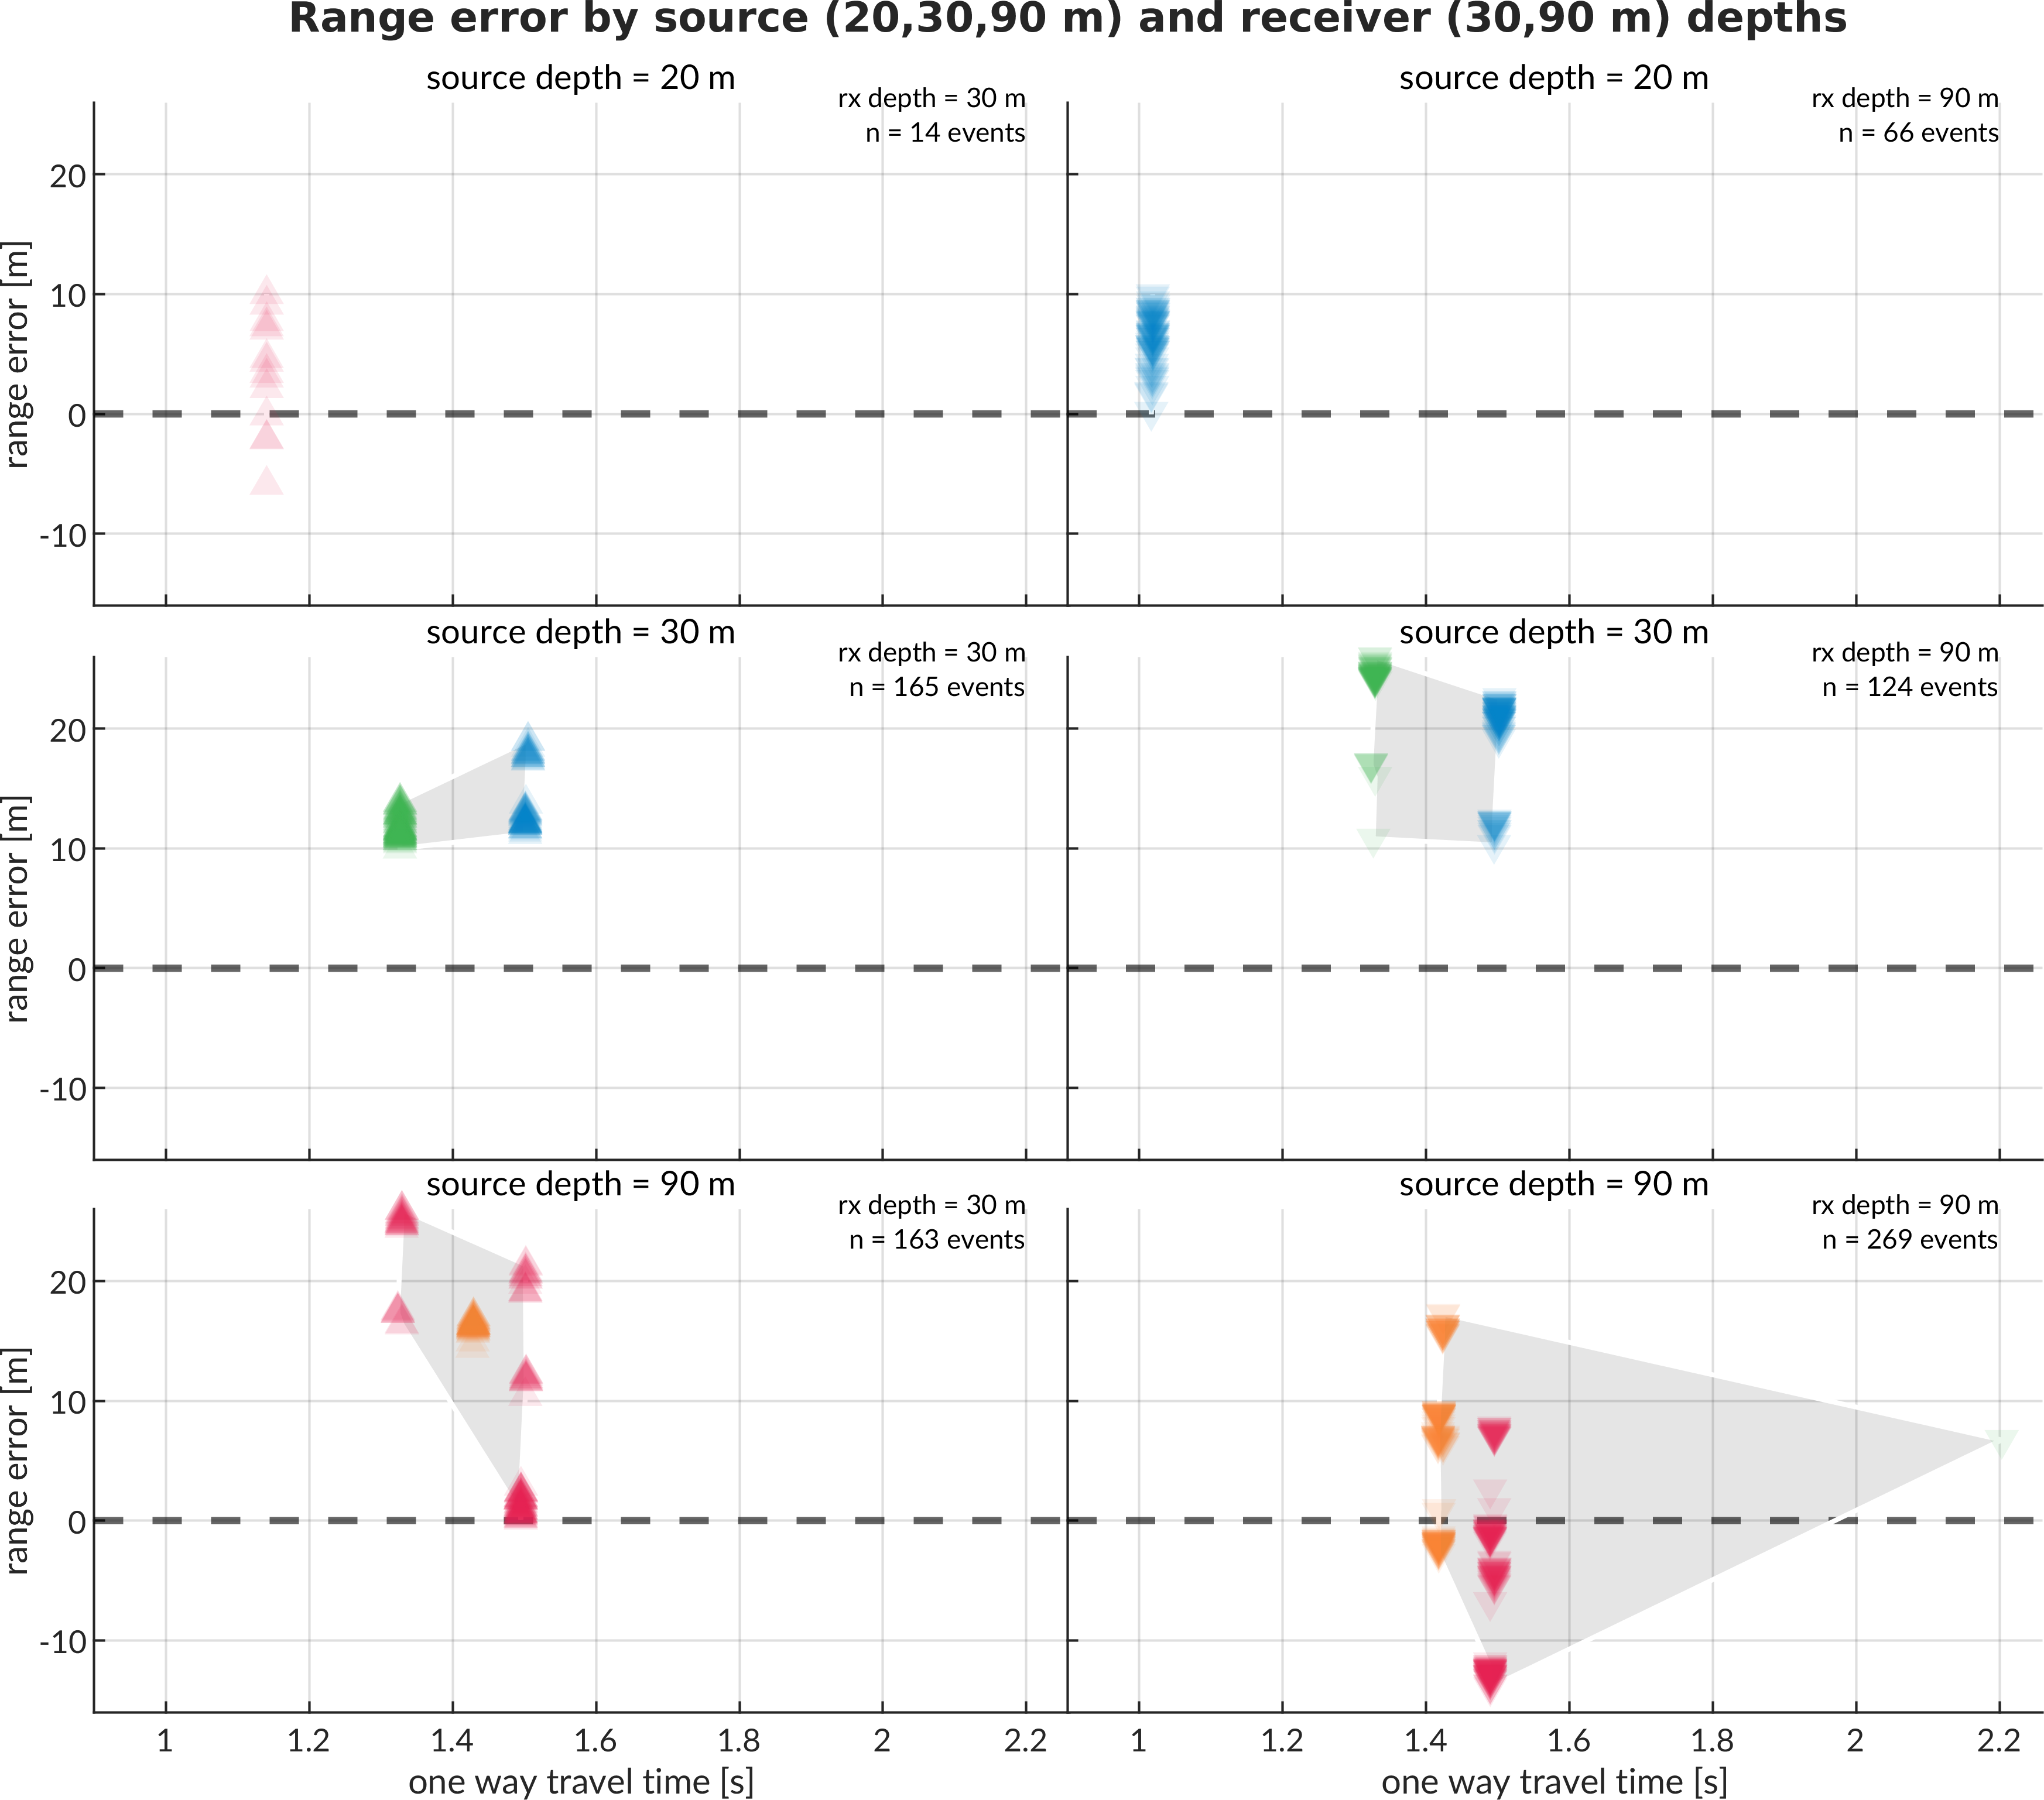 Range error by source (20,30,90 m) and receiver (30,90 m) depths
source depth = 20 m
rx depth = 30 m
n = 14 events
range error [m]
20
10
0
-10
source depth = 20 m
rx depth = 90 m
n = 66 events
source depth = 30 m
rx depth = 30 m
n = 165 events
range error [m]
20
10
0
-10
source depth = 30 m
rx depth = 90 m
n = 124 events
source depth = 90 m
rx depth = 30 m
n = 163 events
range error [m]
20
10
0
-10
1 1.2 1.4 1.6 1.8 2 2.2
one way travel time [s]
source depth = 90 m
rx depth = 90 m
n = 269 events
1 1.2 1.4 1.6 1.8 2 2.2
one way travel time [s]